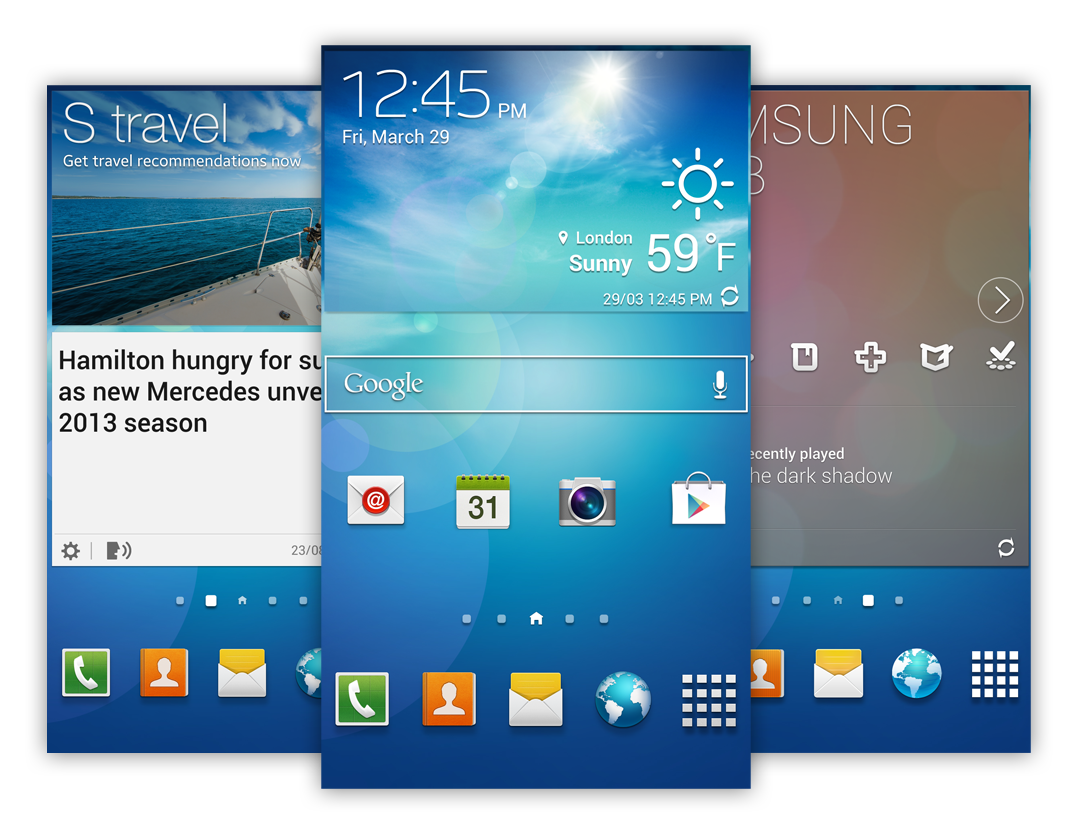 S travel
Get travel recommendations now
Hamilton hungry for su
as new Mercedes unve
2013 season
23/08
12:45 PM
Fri, March 29
London
Sunny
59°F
29/03 12:45 PM
Google
@
31
MSUNG
3
ecently played
he dark shadow